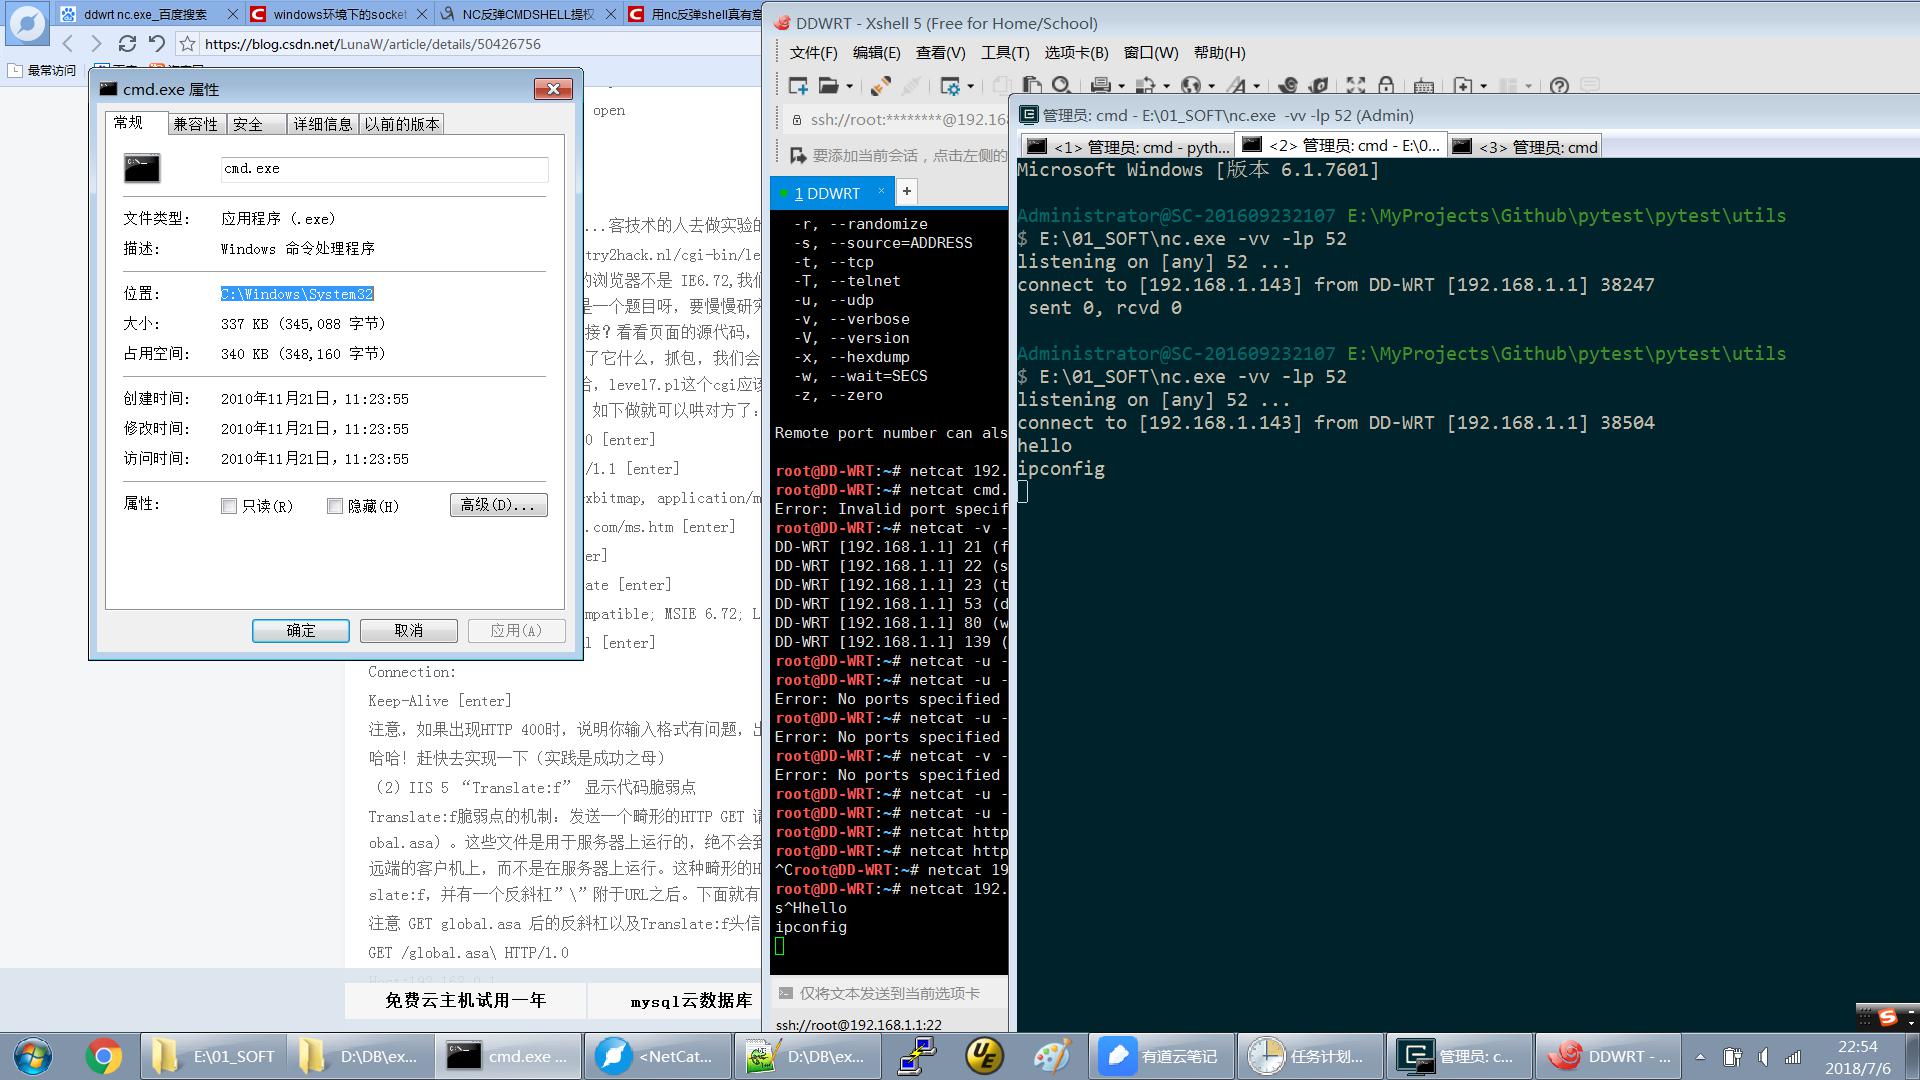 ddwrt nc.exe_百度搜索
windows环境下的socket
NC反弹CMDSHELL提权
用nc反弹shell真有意
https://blog.csdn.net/LunaW/article/details/50426756
最常访问
cmd.exe 属性
常规
兼容性
安全
详细信息
以前的版本
cmd.exe
文件类型:
应用程序 (.exe)
描述:
Windows 命令处理程序
位置:
C:\Windows\System32
大小:
337 KB (345,088 字节)
占用空间:
340 KB (348,160 字节)
创建时间:
2010年11月21日, 11:23:55
修改时间:
2010年11月21日, 11:23:55
访问时间:
2010年11月21日, 11:23:55
属性:
只读(R)
隐藏(H)
高级(D)...
确定
取消
应用(A)
open
...客技术的人去做实验的
try2hack.nl/cgi-bin/le
的浏览器不是 IE6.72,我们
是一个题目呀, 要慢慢研究
接? 看看页面的源代码,
了它什么, 抓包, 我们会
, level7.pl这个cgi应该
如下做就可以哄对方了:
0 [enter]
/1.1 [enter]
xbitmap, application/m
.com/ms.htm [enter]
er]
ate [enter]
mpatible; MSIE 6.72; L
l [enter]
Connection:
Keep-Alive [enter]
注意, 如果出现HTTP 400时, 说明你输入格式有问题,
哈哈! 赶快去实现一下 (实践是成功之母)
(2) IIS 5 “Translate:f” 显示代码脆弱点
Translate:f脆弱点的机制: 发送一个畸形的HTTP GET 请
obal.asa) 。这些文件是用于服务器上运行的, 绝不会到
远端的客户机上, 而不是在服务器上运行。这种畸形的H
slate:f, 并有一个反斜杠”\”附于URL之后。下面就有
注意 GET global.asa 后的反斜杠以及Translate:f头信
GET /global.asa\ HTTP/1.0
免费云主机试用一年
mysql云数据库
DDWRT - Xshell 5 (Free for Home/School)
文件(F)
编辑(E)
查看(V)
工具(T)
选项卡(B)
窗口(W)
帮助(H)
ssh://root:********@192.168
要添加当前会话, 点击左侧的
1 DDWRT
-r, --randomize
-s, --source=ADDRESS
-t, --tcp
-T, --telnet
-u, --udp
-v, --verbose
-V, --version
-x, --hexdump
-w, --wait=SECS
-z, --zero
Remote port number can als
root@DD-WRT:~# netcat 192.
root@DD-WRT:~# netcat cmd.
Error: Invalid port specif
root@DD-WRT:~# netcat -v -
DD-WRT [192.168.1.1] 21 (f
DD-WRT [192.168.1.1] 22 (s
DD-WRT [192.168.1.1] 23 (t
DD-WRT [192.168.1.1] 53 (d
DD-WRT [192.168.1.1] 80 (w
DD-WRT [192.168.1.1] 139 (
root@DD-WRT:~# netcat -u -
root@DD-WRT:~# netcat -u -
Error: No ports specified
root@DD-WRT:~# netcat -u -
Error: No ports specified
root@DD-WRT:~# netcat -v -
Error: No ports specified
root@DD-WRT:~# netcat -u -
root@DD-WRT:~# netcat -u -
root@DD-WRT:~# netcat http
root@DD-WRT:~# netcat http
^Croot@DD-WRT:~# netcat 19
root@DD-WRT:~# netcat 192.
s^Hhello
ipconfig
仅将文本发送到当前选项卡
ssh://root@192.168.1.1:22
管理员: cmd - E:\01_SOFT\nc.exe -vv -lp 52 (Admin)
<1> 管理员: cmd - pyth...
<2> 管理员: cmd - E:\0...
<3> 管理员: cmd
Microsoft Windows [版本 6.1.7601]
Administrator@SC-201609232107 E:\MyProjects\Github\pytest\pytest\utils
$ E:\01_SOFT\nc.exe -vv -lp 52
listening on [any] 52 ...
connect to [192.168.1.143] from DD-WRT [192.168.1.1] 38247
sent 0, rcvd 0
Administrator@SC-201609232107 E:\MyProjects\Github\pytest\pytest\utils
$ E:\01_SOFT\nc.exe -vv -lp 52
listening on [any] 52 ...
connect to [192.168.1.143] from DD-WRT [192.168.1.1] 38504
hello
ipconfig
E:\01_SOFT
D:\DB\ex...
cmd.exe ...
<NetCat...
D:\DB\ex...
有道云笔记
任务计划...
管理员: c...
DDWRT - ...
22:54
2018/7/6